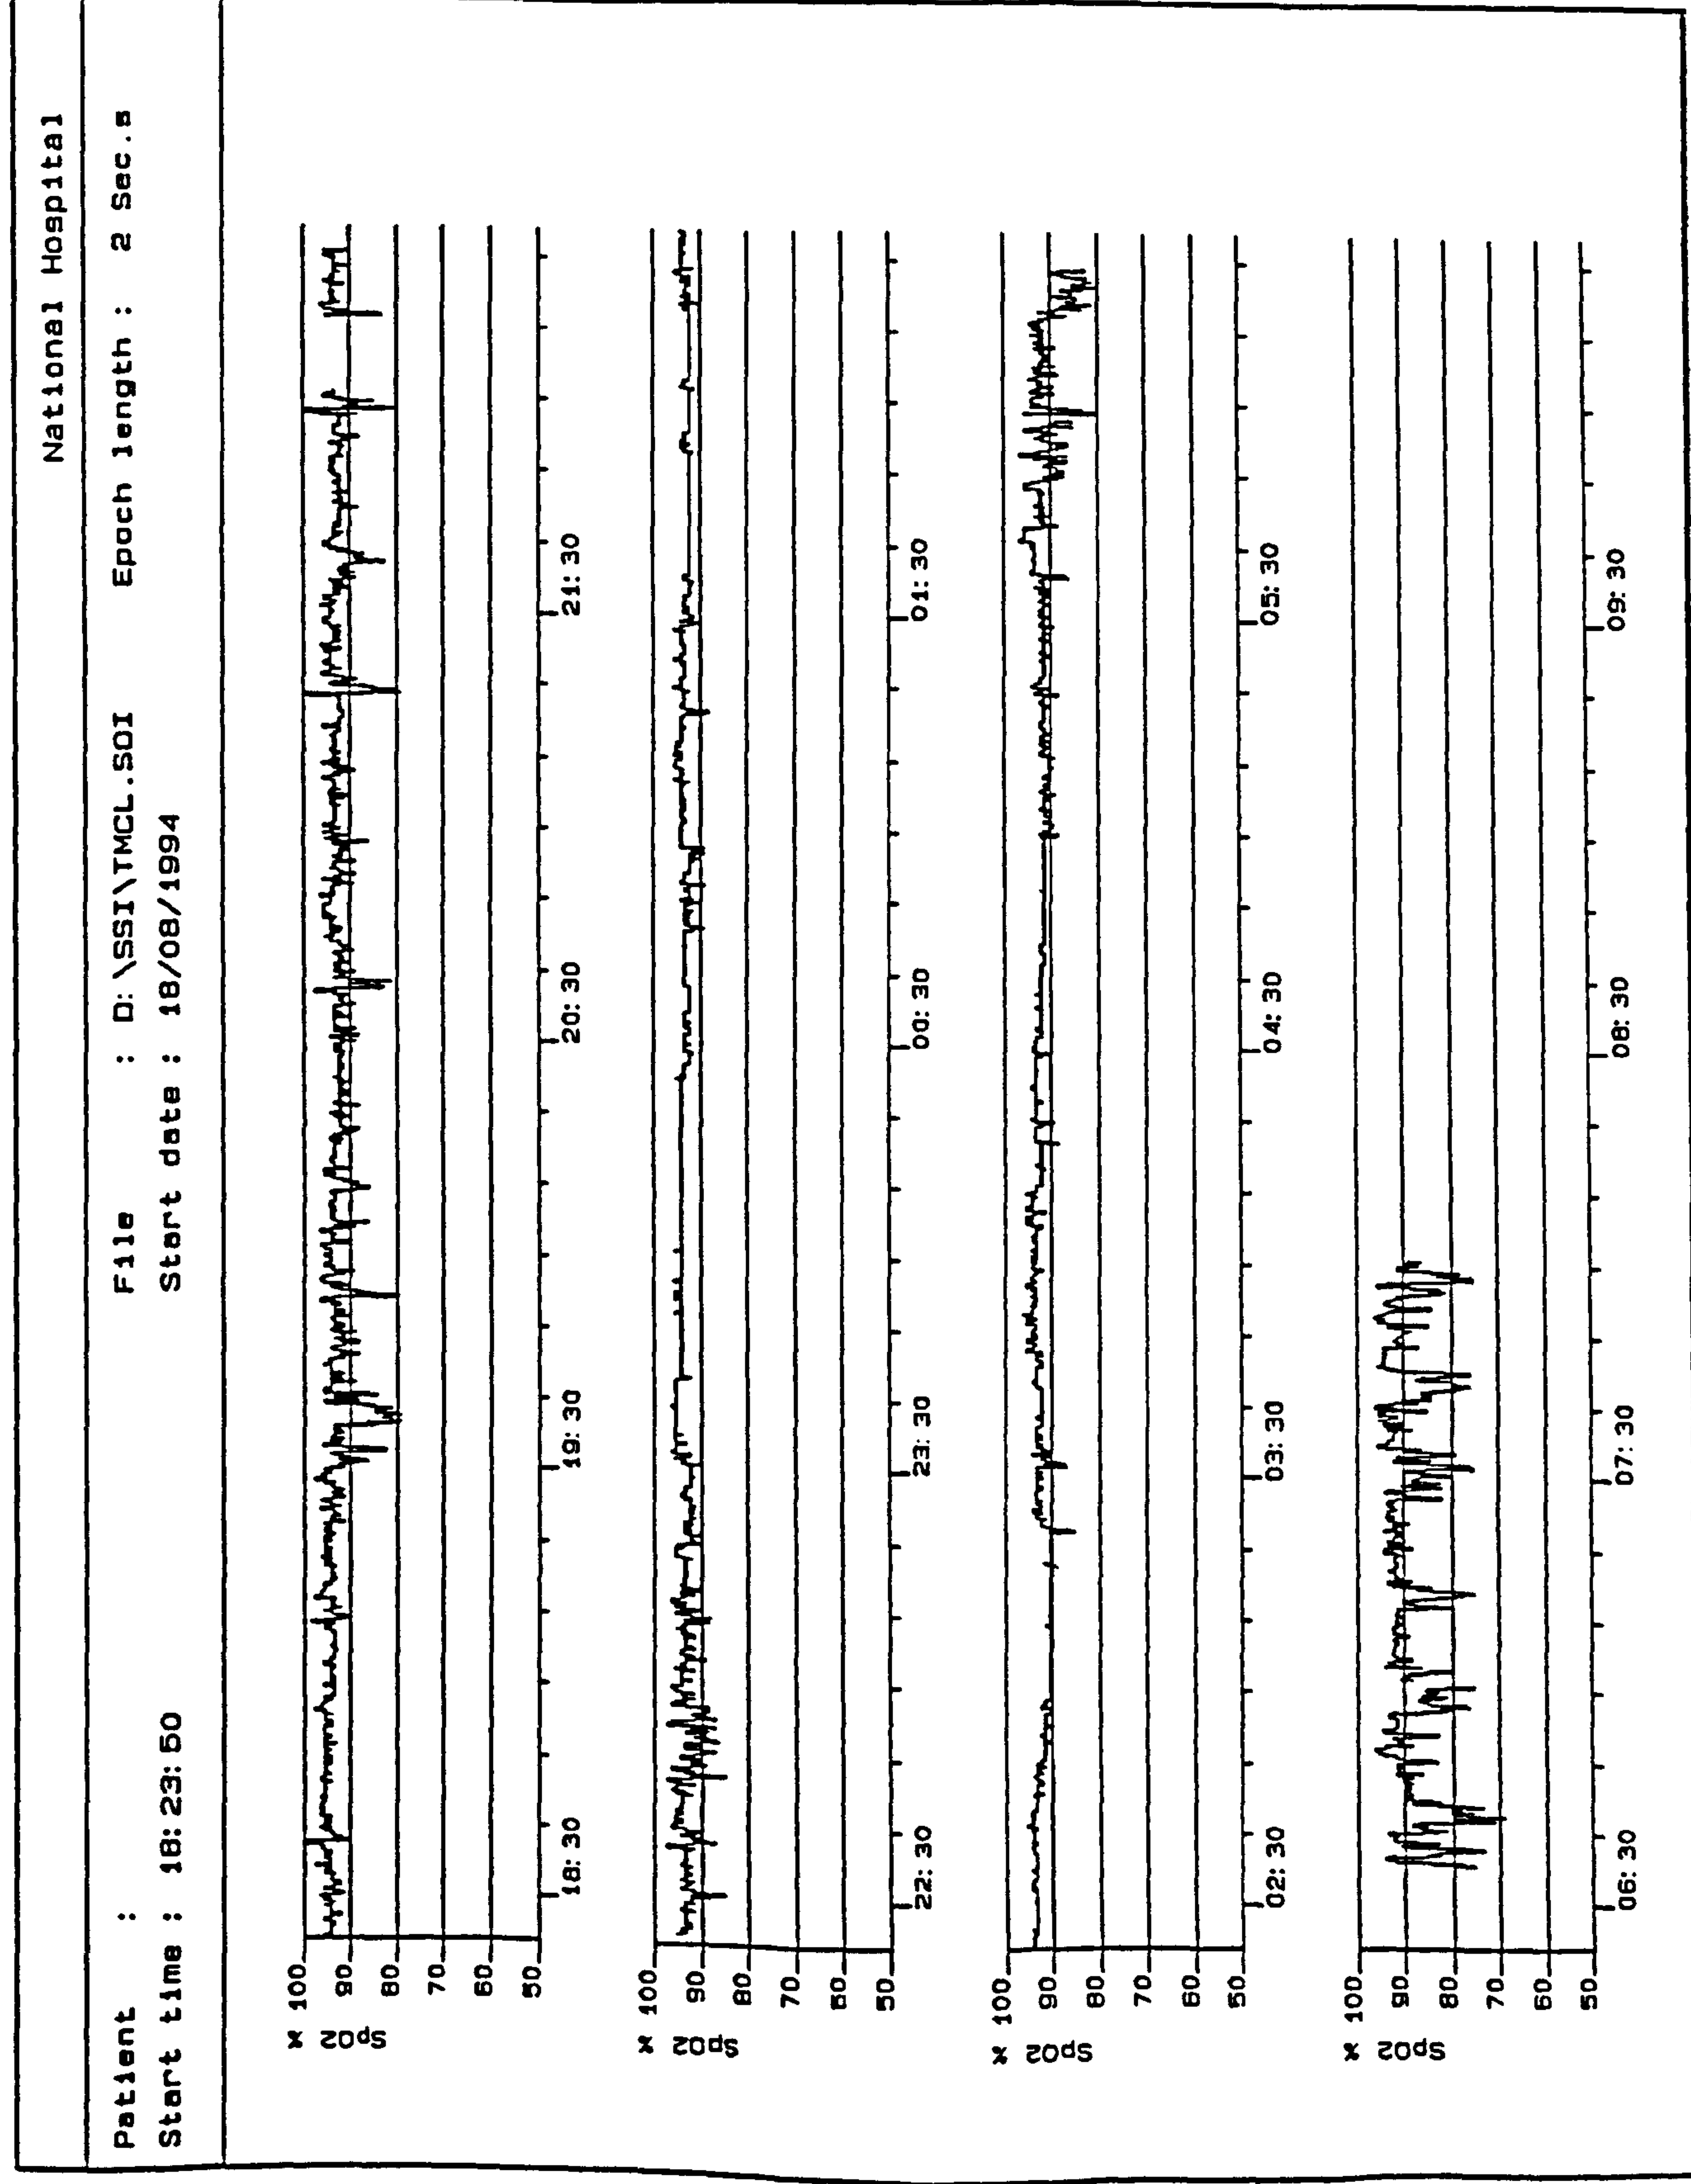 National Hospital
Patient : File : D:\SSI\TMCL.SOI Epoch length : 2 Sec.s
Start time : 18:23:50 Start date : 18/08/1994
% SpO2
100
90
80
70
60
50
18:30 19:30 20:30 21:30
% SpO2
100
90
80
70
60
50
22:30 23:30 00:30 01:30
% SpO2
100
90
80
70
60
50
02:30 03:30 04:30 05:30
% SpO2
100
90
80
70
60
50
06:30 07:30 08:30 09:30